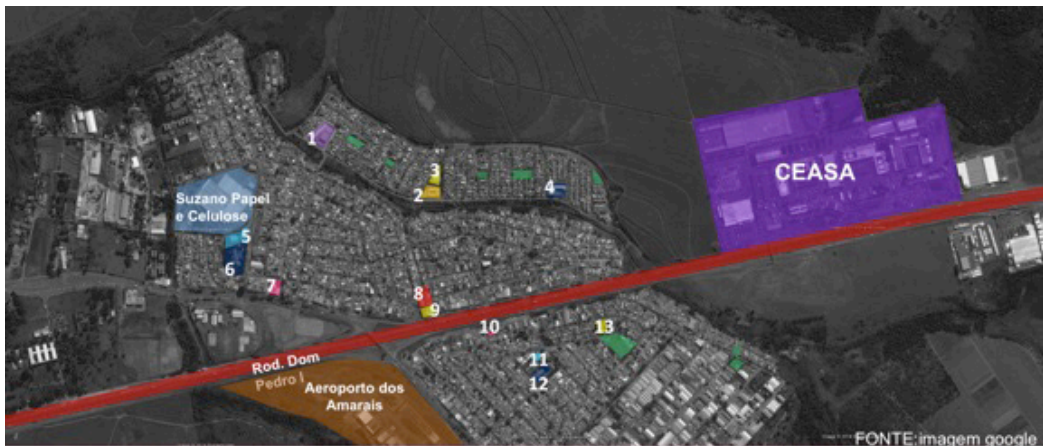 1
3
2
4
CEASA
Suzano Papel
e Celulose
5
6
7
8
9
10
13
11
12
Rod. Dom
Pedro I
Aeroporto dos
Amarais
FONTE:imagem google